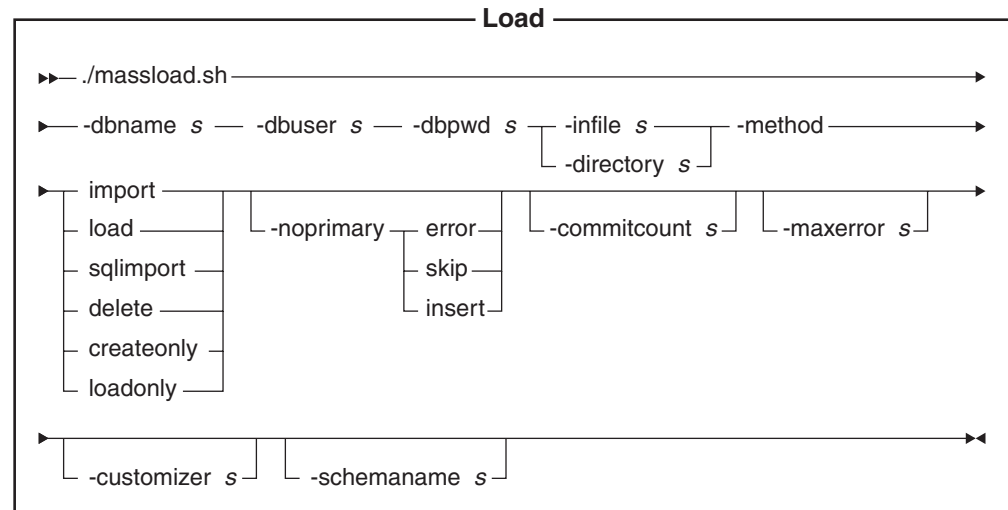 Load
./massload.sh
-dbname s -dbuser s -dbpwd s -infile s -method
-directory s
import
load -noprimary error -commitcount s -maxerror s
sqlimport skip
delete insert
createonly
loadonly
-customizer s -schemaname s